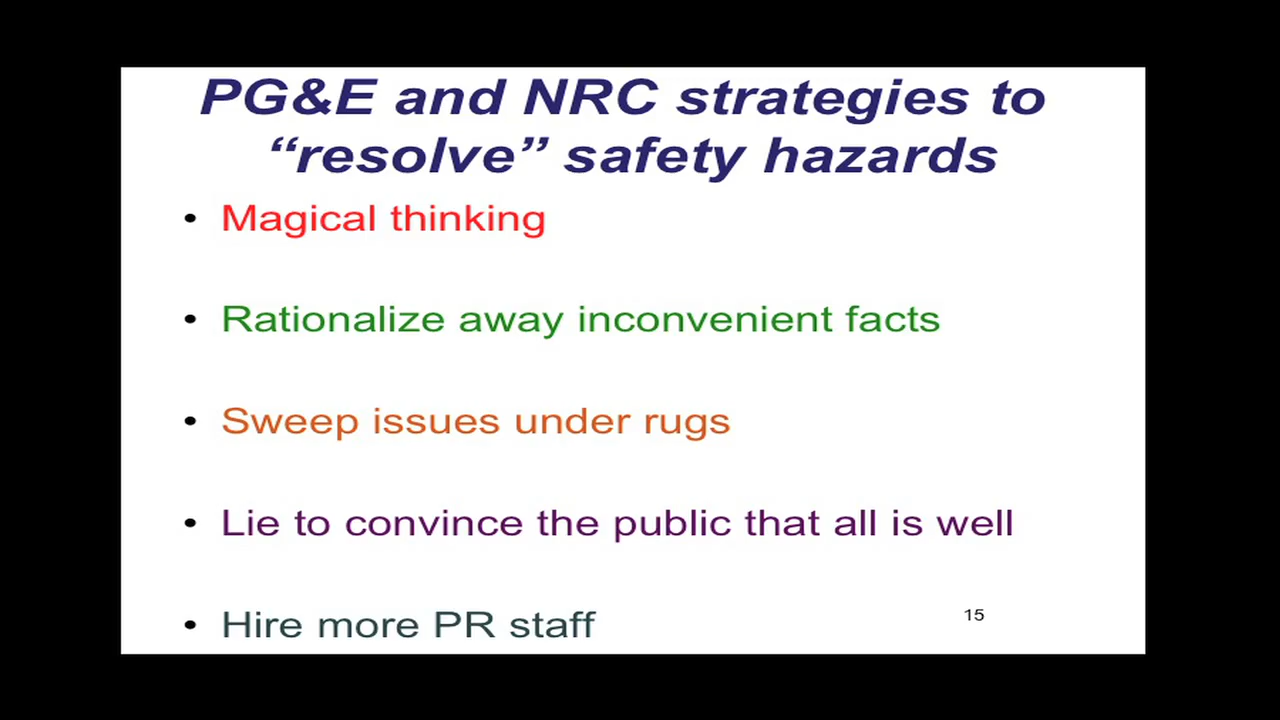 PG&E and NRC strategies to
“resolve” safety hazards
• Magical thinking
• Rationalize away inconvenient facts
• Sweep issues under rugs
• Lie to convince the public that all is well
• Hire more PR staff
15